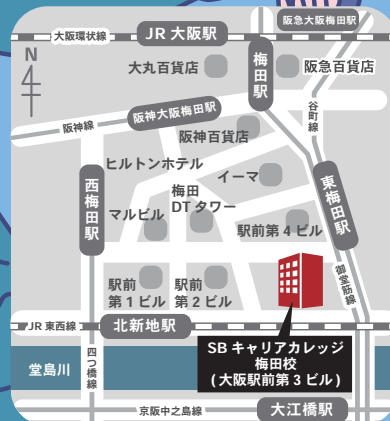 阪急大阪梅田駅
大阪環状線
JR 大阪駅
N
大丸百貨店
梅田駅
阪急百貨店
谷町線
阪神大阪梅田駅
阪神線
阪神百貨店
ヒルトンホテル
イーマ
西梅田駅
梅田
DT タワー
マルビル
東梅田駅
駅前第 4 ビル
駅前
第 1 ビル
駅前
第 2 ビル
御堂筋線
JR 東西線
北新地駅
SB キャリアカレッジ
梅田校
(大阪駅前第 3 ビル)
堂島川
四つ橋線
京阪中之島線
大江橋駅